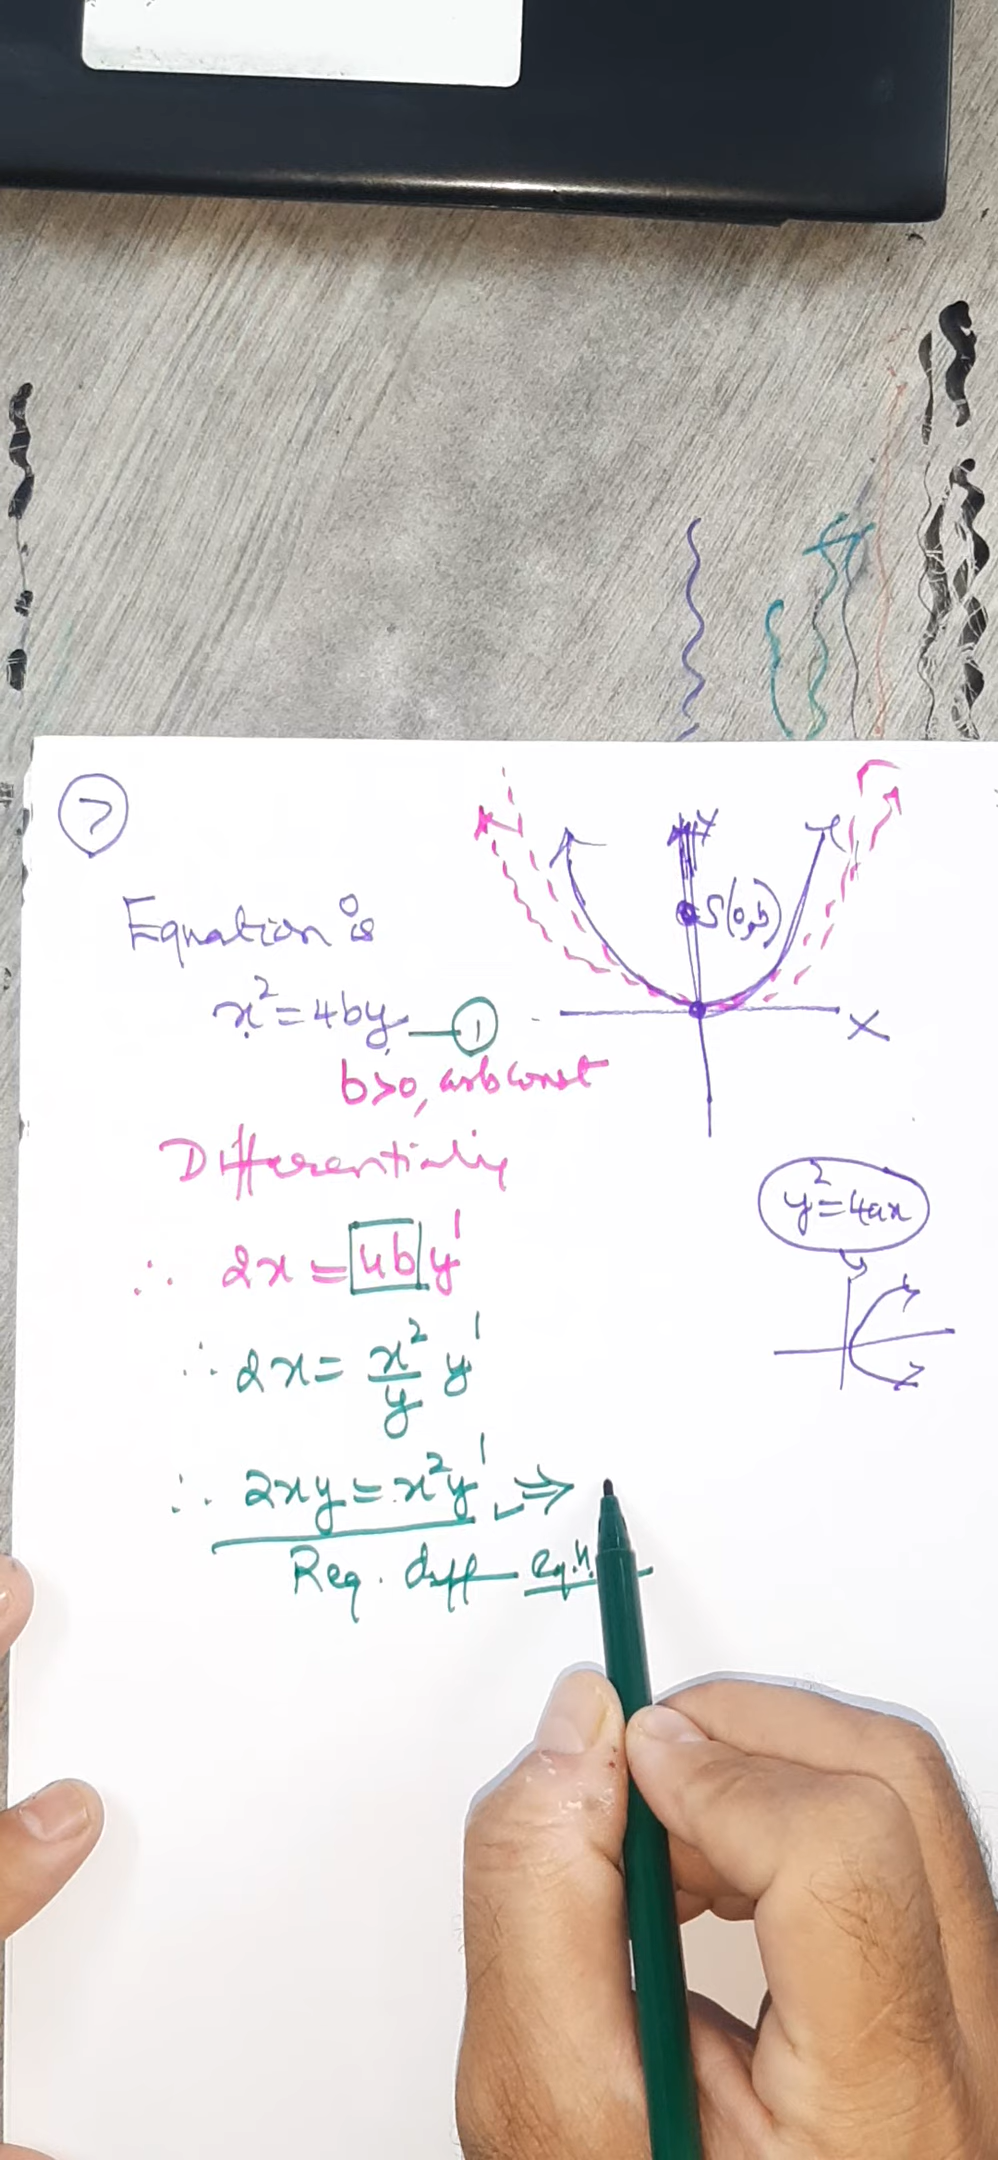 7
Equation is
x² = 4by — 1
b>0, arb const
Differentiating
∴ 2x = 4b y'
∴ 2x = x²/y y'
∴ 2xy = x²y' ⇒
Req. diff eqn.
Y
S(0,b)
X
y² = 4ax